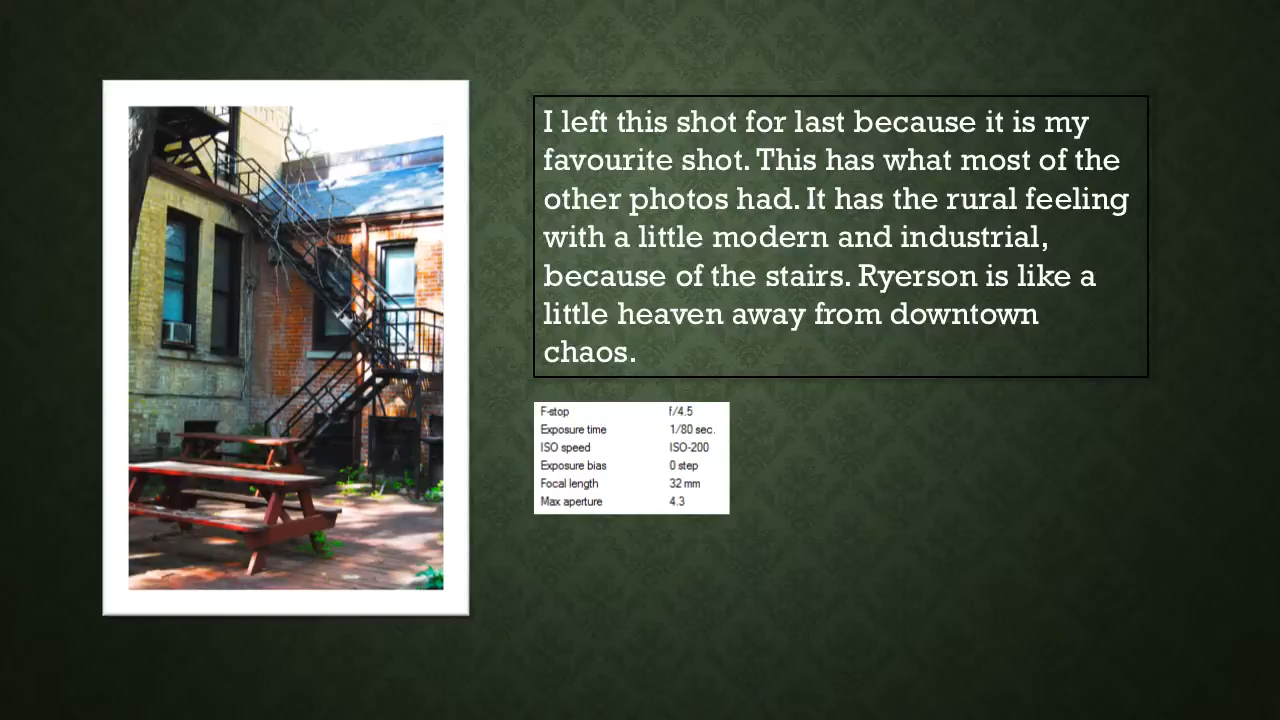 I left this shot for last because it is my
favourite shot. This has what most of the
other photos had. It has the rural feeling
with a little modern and industrial,
because of the stairs. Ryerson is like a
little heaven away from downtown
chaos.
F-stop f/4.5
Exposure time 1/80 sec.
ISO speed ISO-200
Exposure bias 0 step
Focal length 32 mm
Max aperture 4.3